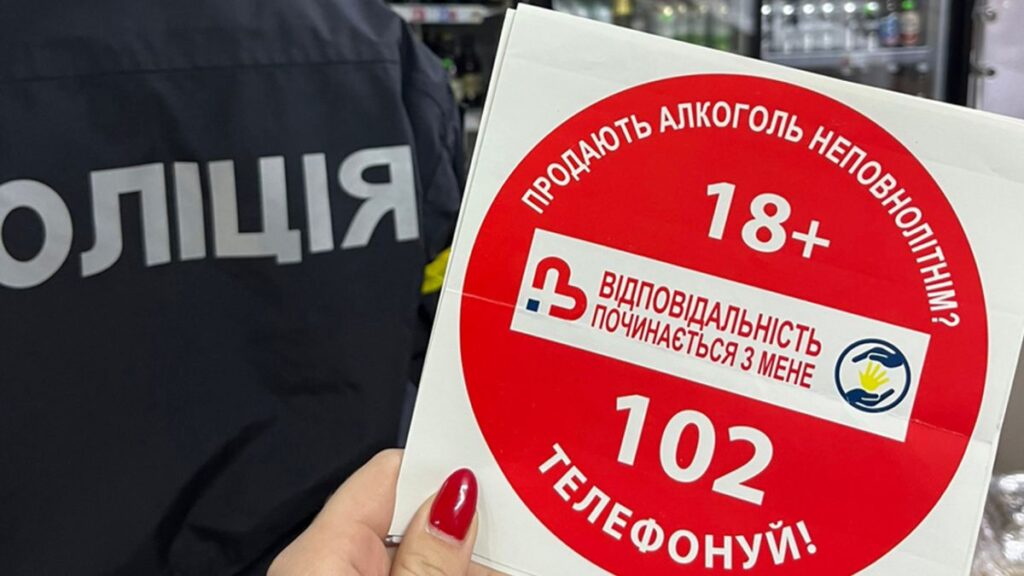 ОЛІЦІЯ
ПРОДАЮТЬ АЛКОГОЛЬ НЕПОВНОЛІТНІМ?
18+
ВІДПОВІДАЛЬНІСТЬ
ПОЧИНАЄТЬСЯ З МЕНЕ
102
ТЕЛЕФОНУЙ!